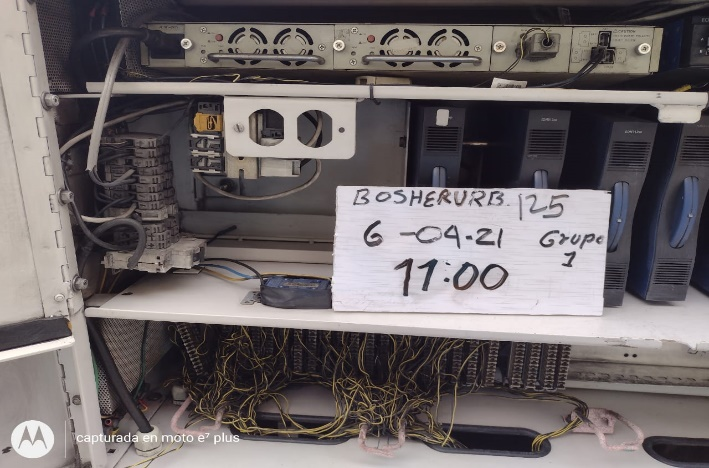 BOSHERURB. 125
6 -04-21 Grupo 1
11:00
capturada en moto e⁷ plus